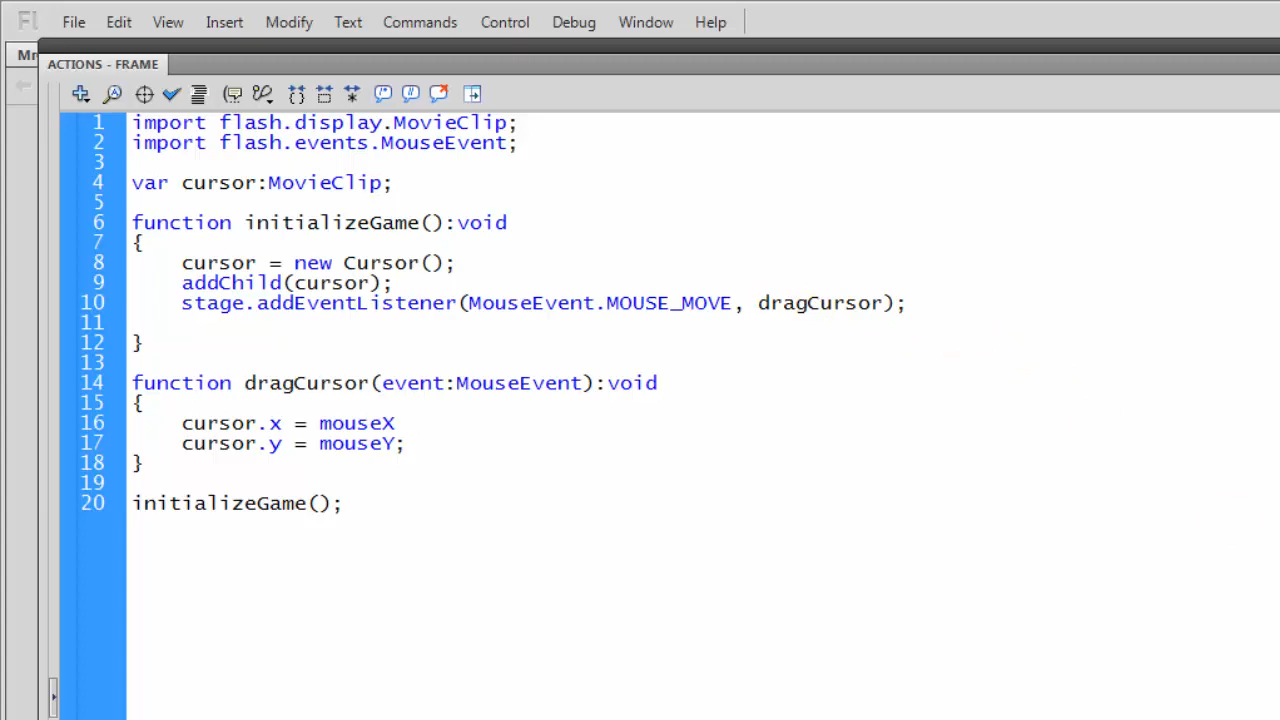 Fl File Edit View Insert Modify Text Commands Control Debug Window Help
ACTIONS - FRAME
1 import flash.display.MovieClip;
2 import flash.events.MouseEvent;
3
4 var cursor:MovieClip;
5
6 function initializeGame():void
7 {
8 cursor = new Cursor();
9 addChild(cursor);
10 stage.addEventListener(MouseEvent.MOUSE_MOVE, dragCursor);
11
12 }
13
14 function dragCursor(event:MouseEvent):void
15 {
16 cursor.x = mouseX
17 cursor.y = mouseY;
18 }
19
20 initializeGame();